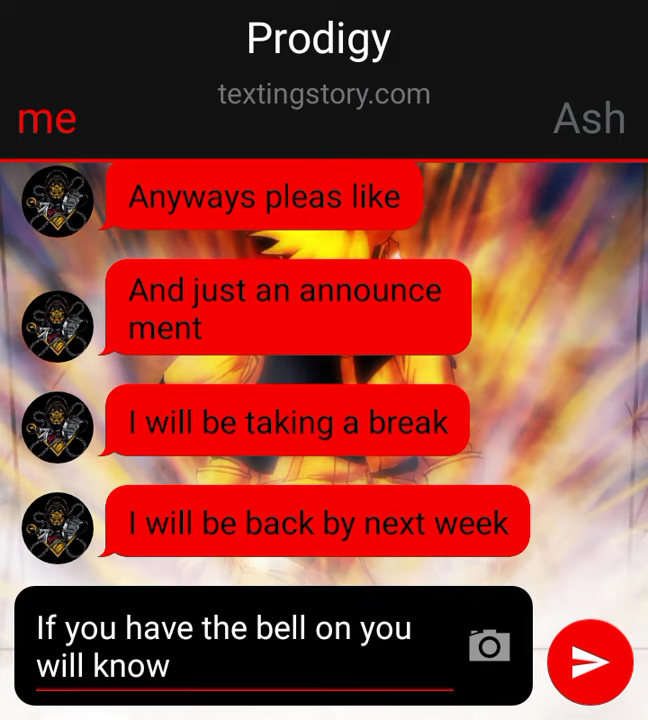 Prodigy
textingstory.com
me
Ash
Anyways pleas like
And just an announce
ment
I will be taking a break
I will be back by next week
If you have the bell on you
will know